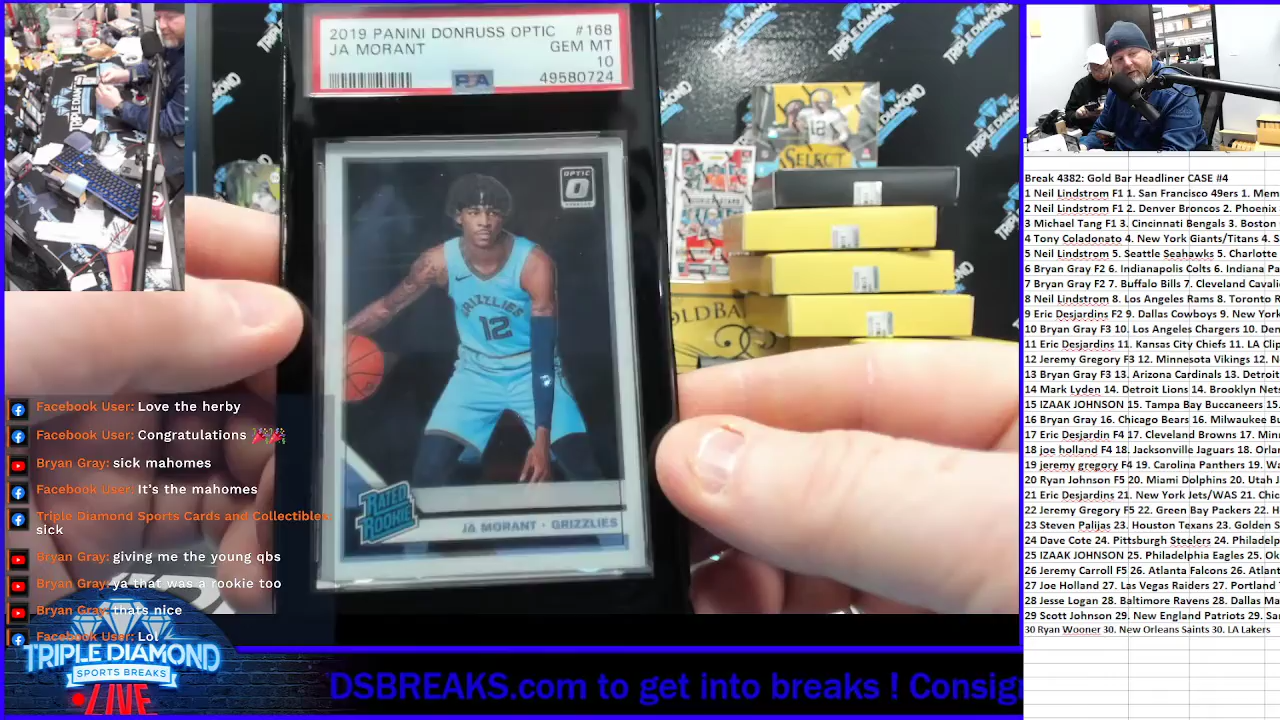 2019 PANINI DONRUSS OPTIC #168
JA MORANT GEM MT
10
PSA 49580724
OPTIC
GRIZZLIES
12
RATED
ROOKIE
JA MORANT · GRIZZLIES
SELECT
12
TRIPLE DIAMOND
Facebook User: Love the herby
Facebook User: Congratulations 🎉🎉
Bryan Gray: sick mahomes
Facebook User: It's the mahomes
Triple Diamond Sports Cards and Collectibles:
sick
Bryan Gray: giving me the young qbs
Bryan Gray: ya that was a rookie too
Bryan Gray: thats nice
Facebook User: Lol
TRIPLE DIAMOND
SPORTS BREAKS
LIVE
DSBREAKS.com to get
breaks
Break 4382: Gold Bar Headliner CASE #4
1 Neil Lindstrom F1 1. San Francisco 49ers 1. Mem
2 Neil Lindstrom F1 2. Denver Broncos 2. Phoenix
3 Michael Tang F1 3. Cincinnati Bengals 3. Boston
4 Tony Coladonato 4. New York Giants/Titans 4. S
5 Neil Lindstrom 5. Seattle Seahawks 5. Charlotte
6 Bryan Gray F2 6. Indianapolis Colts 6. Indiana Pa
7 Bryan Gray F2 7. Buffalo Bills 7. Cleveland Cavali
8 Neil Lindstrom 8. Los Angeles Rams 8. Toronto R
9 Eric Desjardins F2 9. Dallas Cowboys 9. New York
10 Bryan Gray F3 10. Los Angeles Chargers 10. Den
11 Eric Desjardins 11. Kansas City Chiefs 11. LA Clip
12 Jeremy Gregory F3 12. Minnesota Vikings 12. N
13 Bryan Gray F3 13. Arizona Cardinals 13. Detroit
14 Mark Lyden 14. Detroit Lions 14. Brooklyn Nets
15 IZAAK JOHNSON 15. Tampa Bay Buccaneers 15.
16 Bryan Gray 16. Chicago Bears 16. Milwaukee Bu
17 Eric Desjardin F4 17. Cleveland Browns 17. Minn
18 joe holland F4 18. Jacksonville Jaguars 18. Orlan
19 jeremy gregory F4 19. Carolina Panthers 19. Wa
20 Ryan Johnson F5 20. Miami Dolphins 20. Utah J
21 Eric Desjardins 21. New York Jets/WAS 21. Chi
22 Jeremy Gregory F5 22. Green Bay Packers 22. H
23 Steven Palijas 23. Houston Texans 23. Golden S
24 Dave Cote 24. Pittsburgh Steelers 24. Philadelp
25 IZAAK JOHNSON 25. Philadelphia Eagles 25. Ok
26 Jeremy Carroll F5 26. Atlanta Falcons 26. Atlant
27 Joe Holland 27. Las Vegas Raiders 27. Portland
28 Jesse Logan 28. Baltimore Ravens 28. Dallas Ma
29 Scott Johnson 29. New England Patriots 29. Sa
30 Ryan Warren 30. New Orleans Saints 30. LA Laker